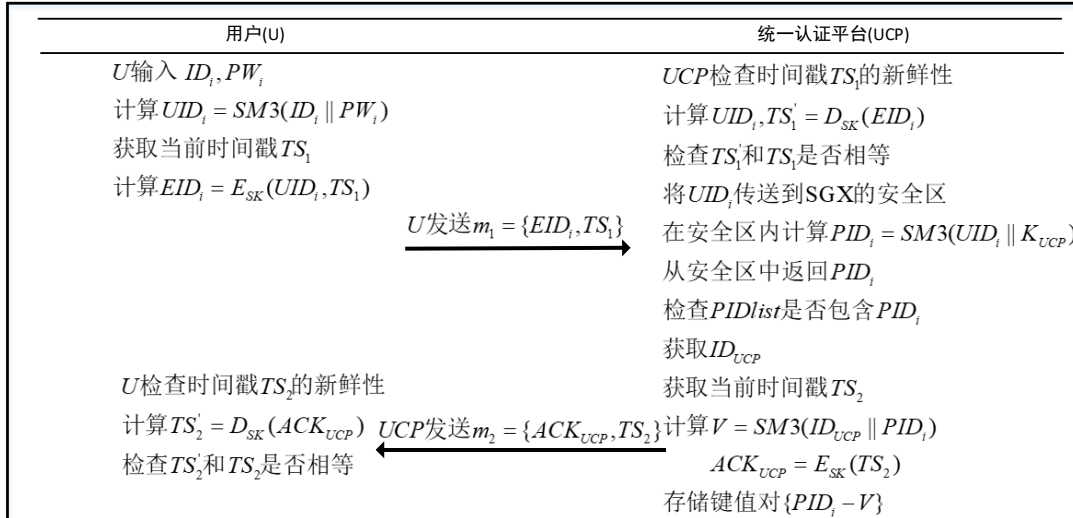 用户(U)
统一认证平台(UCP)
U输入 ID_i, PW_i
计算UID_i = SM3(ID_i || PW_i)
获取当前时间戳TS_1
计算EID_i = E_SK(UID_i, TS_1)
U发送m_1 = {EID_i, TS_1}
UCP检查时间戳TS_1的新鲜性
计算UID_i, TS_1' = D_SK(EID_i)
检查TS_1'和TS_1是否相等
将UID_i传送到SGX的安全区
在安全区内计算PID_i = SM3(UID_i || K_UCP)
从安全区中返回PID_i
检查PIDlist是否包含PID_i
获取ID_UCP
获取当前时间戳TS_2
计算V = SM3(ID_UCP || PID_i)
ACK_UCP = E_SK(TS_2)
存储键值对{PID_i - V}
UCP发送m_2 = {ACK_UCP, TS_2}
U检查时间戳TS_2的新鲜性
计算TS_2' = D_SK(ACK_UCP)
检查TS_2'和TS_2是否相等